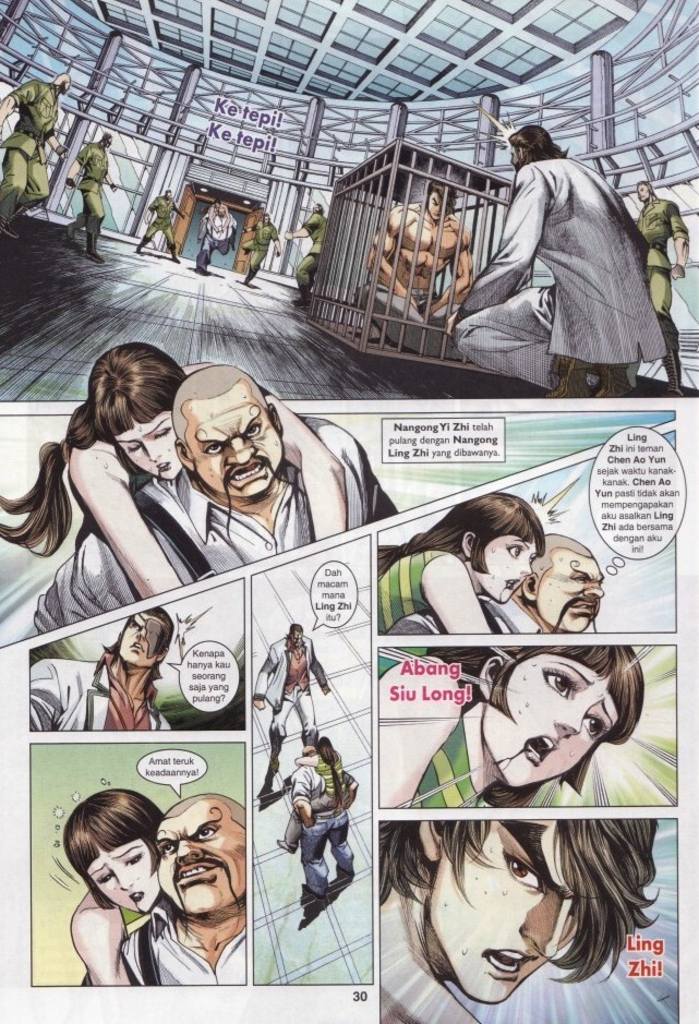 Ke tepi!
Ke tepi!
Nangong Yi Zhi telah
pulang dengan Nangong
Ling Zhi yang dibawanya.
Ling
Zhi ini teman
Chen Ao Yun
sejak waktu kanak-
kanak. Chen Ao
Yun pasti tidak akan
mempengapakan
aku asalkan Ling
Zhi ada bersama
aku ini!
Kenapa
hanya kau
seorang
saja yang
pulang?
Dah
macam
mana
Ling Zhi
itu?
Amat teruk
keadaannya!
Abang
Siu Long!
Ling
Zhi!
30